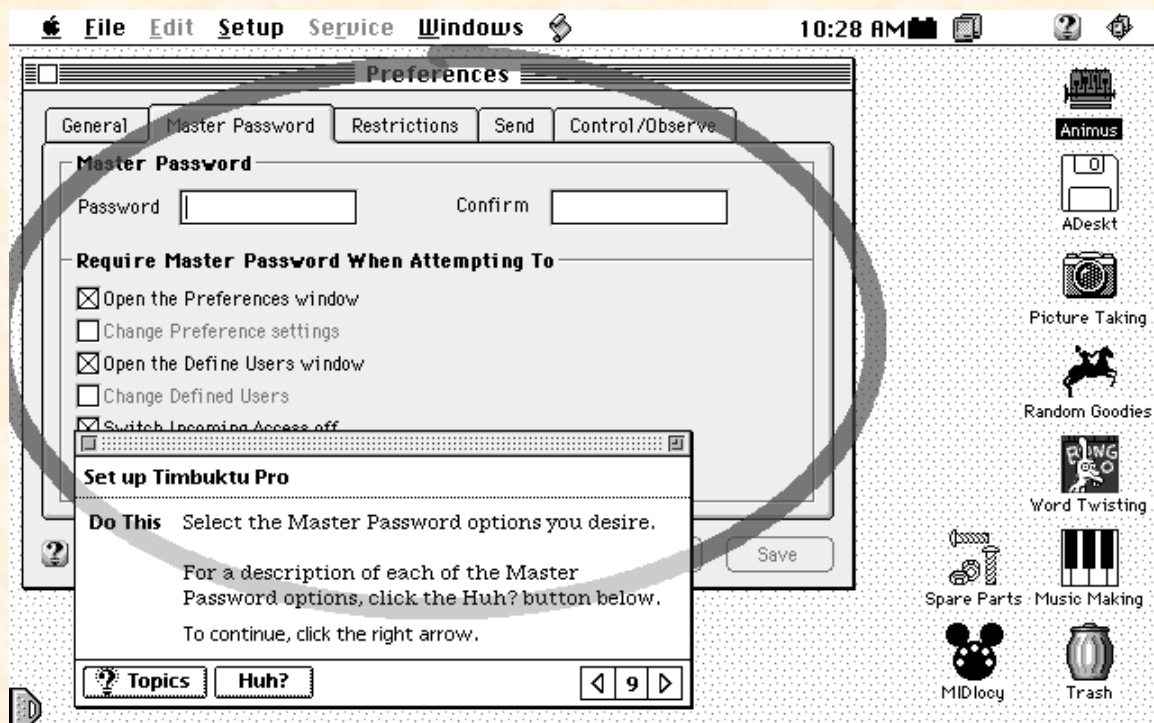 File Edit Setup Service Windows 10:28 AM
Preferences
General Master Password Restrictions Send Control/Observe
Master Password
Password Confirm
Require Master Password When Attempting To
Open the Preferences window
Change Preference settings
Open the Define Users window
Change Defined Users
Switch Incoming Access off
Set up Timbuktu Pro
Do This Select the Master Password options you desire.
For a description of each of the Master
Password options, click the Huh? button below.
To continue, click the right arrow.
Topics Huh? 9
Save
Animus
ADeskt
Picture Taking
Random Goodies
Word Twisting
Spare Parts Music Making
MIDIocy Trash